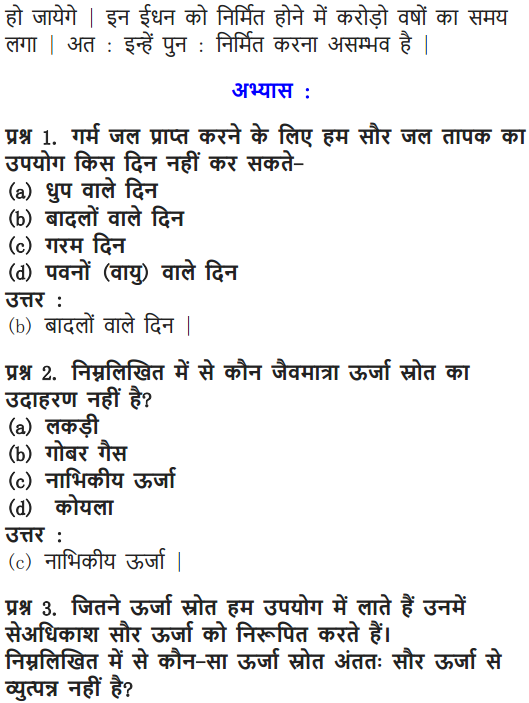 हो जायेगे | इन ईधन को निर्मित होने में करोड़ो वषों का समय
लगा | अत : इन्हें पुन : निर्मित करना असम्भव है |
अभ्यास :
प्रश्न 1. गर्म जल प्राप्त करने के लिए हम सौर जल तापक का
उपयोग किस दिन नहीं कर सकते-
(a) धुप वाले दिन
(b) बादलों वाले दिन
(c) गरम दिन
(d) पवनों (वायु) वाले दिन
उत्तर :
(b) बादलों वाले दिन |
प्रश्न 2. निम्नलिखित में से कौन जैवमात्रा ऊर्जा स्रोत का
उदाहरण नहीं है?
(a) लकड़ी
(b) गोबर गैस
(c) नाभिकीय ऊर्जा
(d) कोयला
उत्तर :
(c) नाभिकीय ऊर्जा |
प्रश्न 3. जितने ऊर्जा स्रोत हम उपयोग में लाते हैं उनमें
सेअधिकाश सौर ऊर्जा को निरूपित करते हैं।
निम्नलिखित में से कौन-सा ऊर्जा स्रोत अंततः सौर ऊर्जा से
व्युत्पन्न नहीं है?